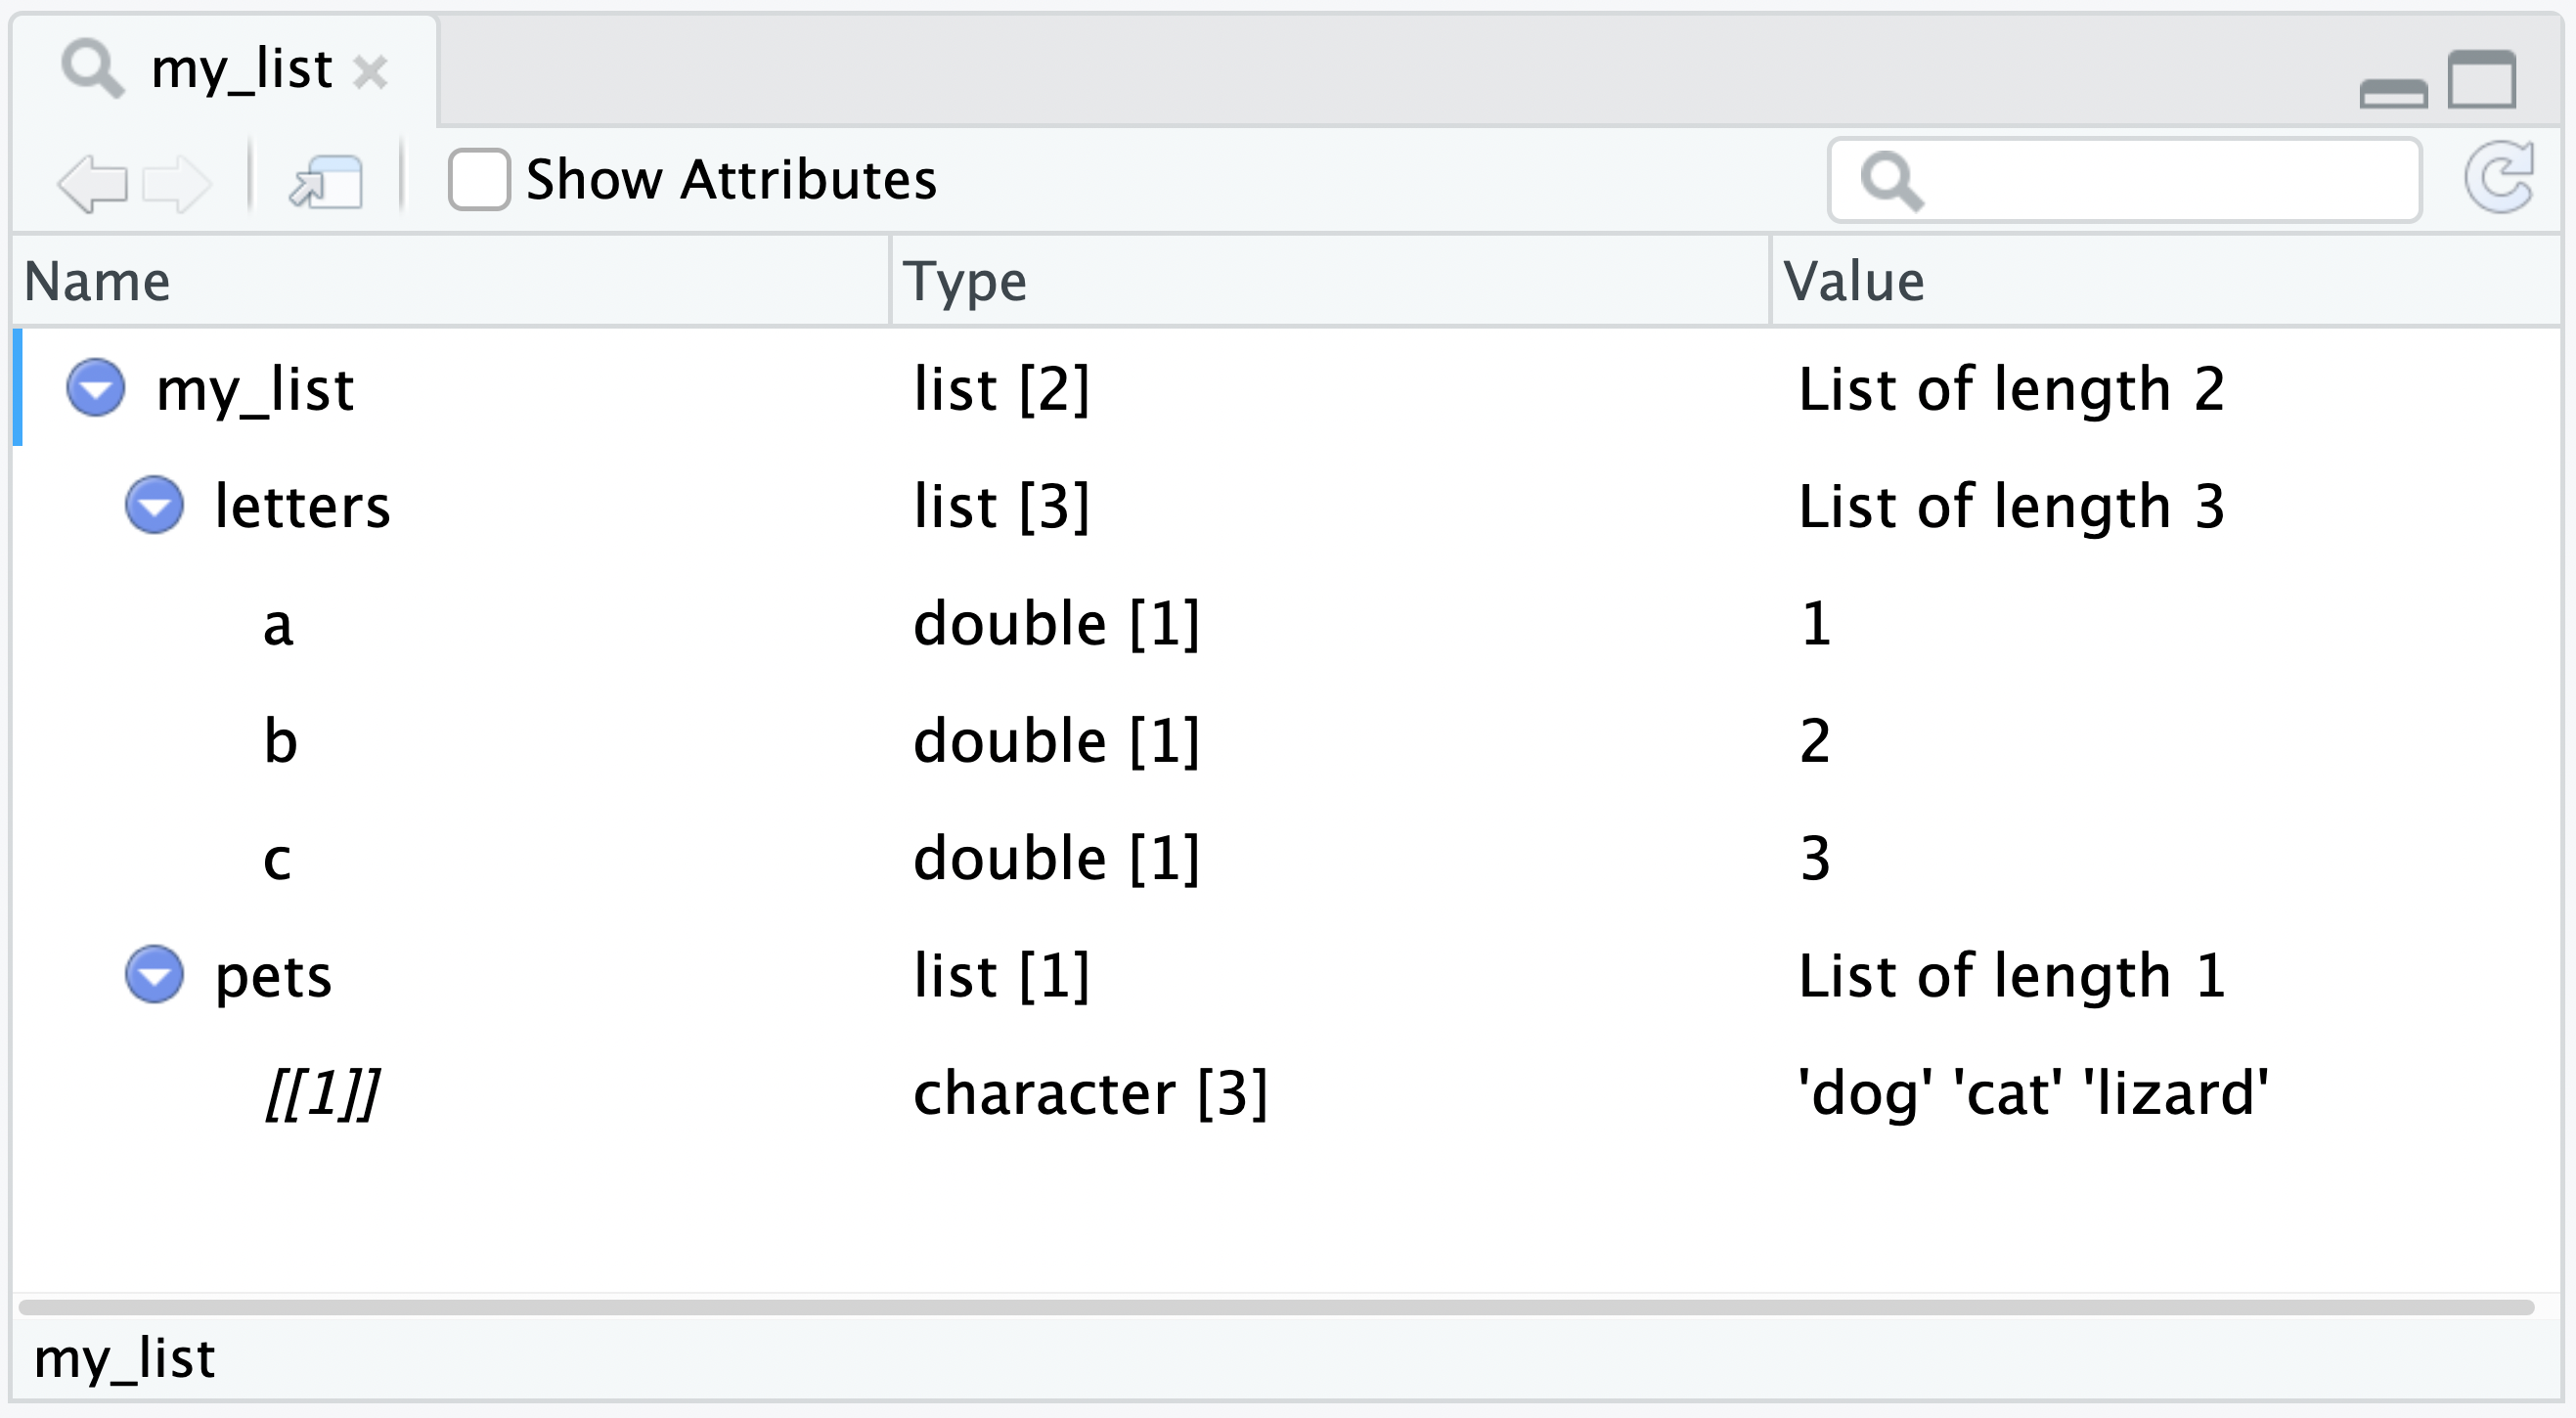 my_list
Show Attributes
Name Type Value
my_list list [2] List of length 2
letters list [3] List of length 3
a double [1] 1
b double [1] 2
c double [1] 3
pets list [1] List of length 1
[[1]] character [3] 'dog' 'cat' 'lizard'
my_list